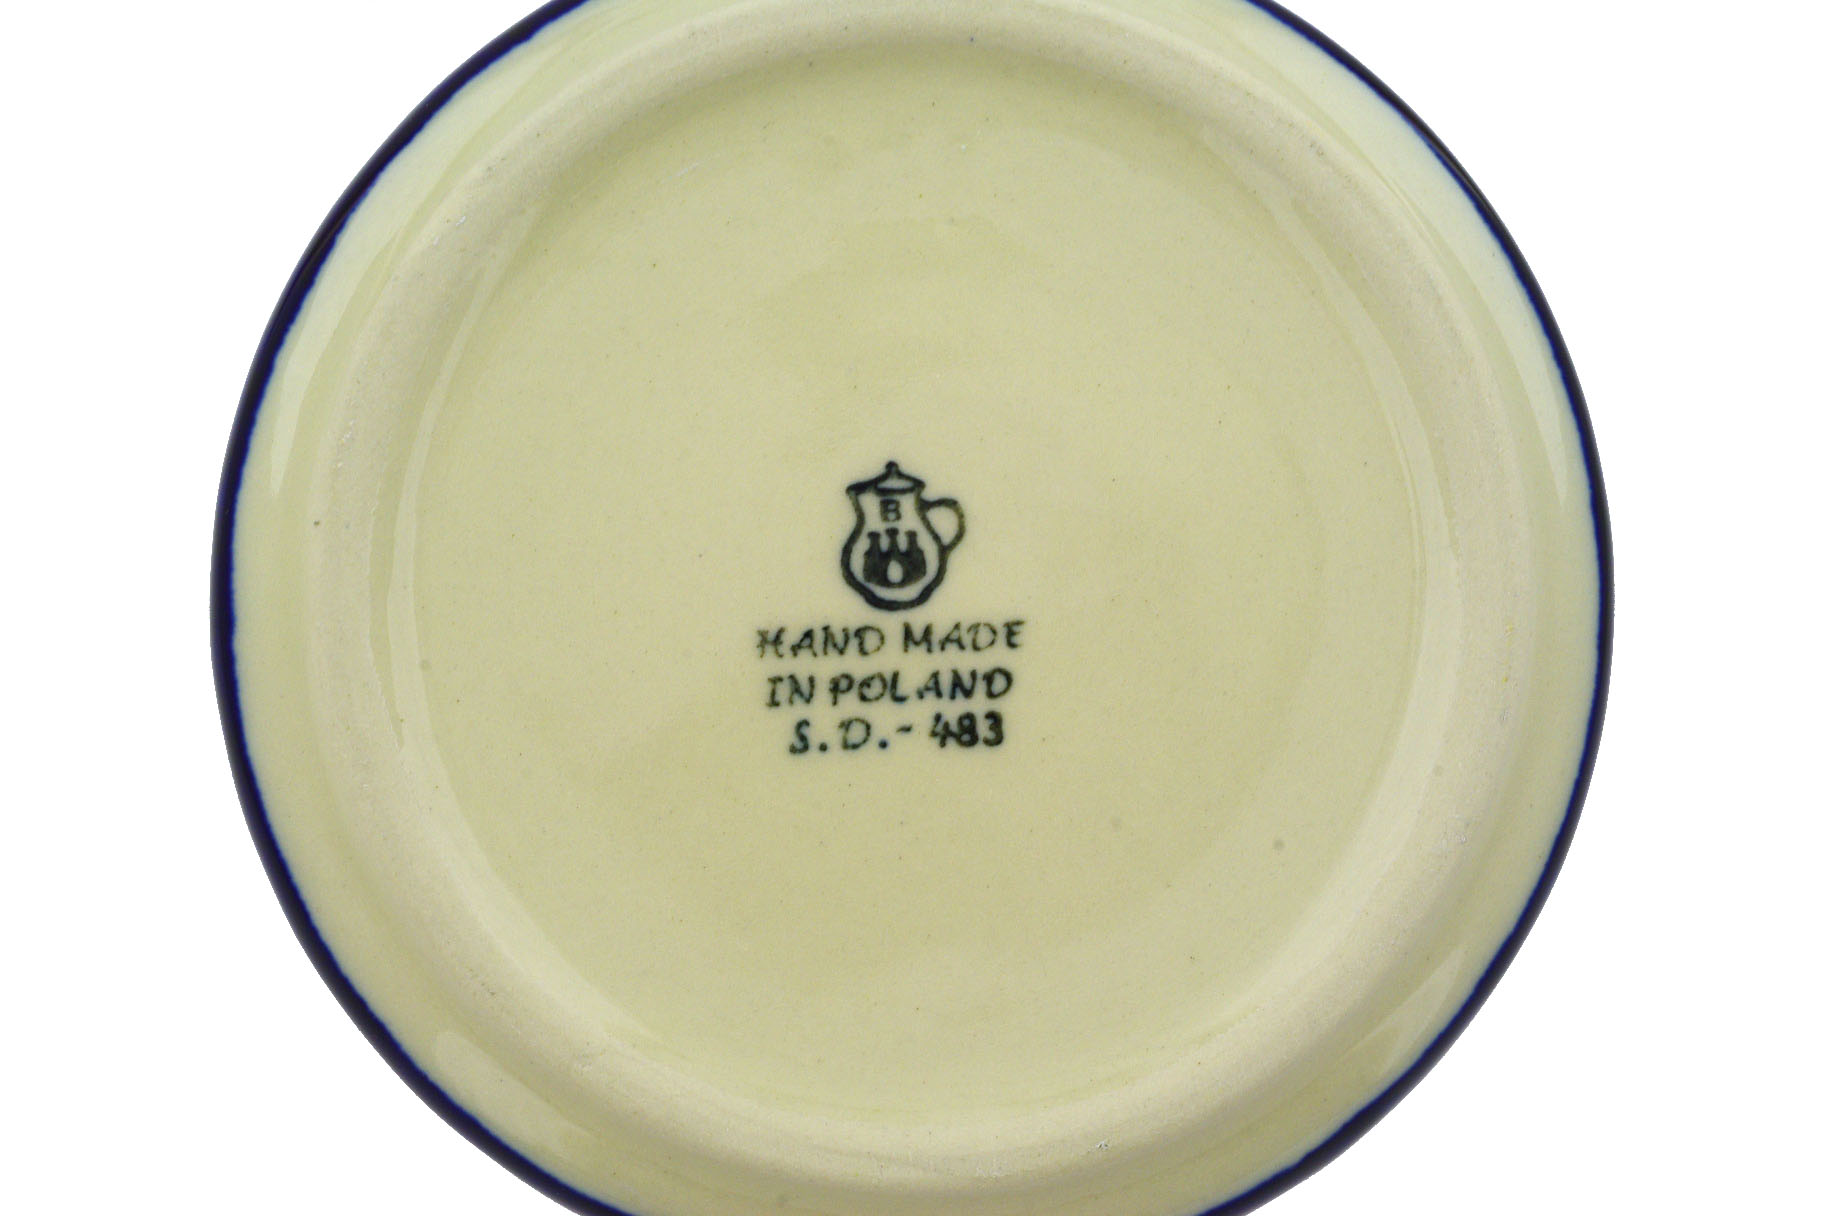 B
HAND MADE
IN POLAND
S.D.- 483